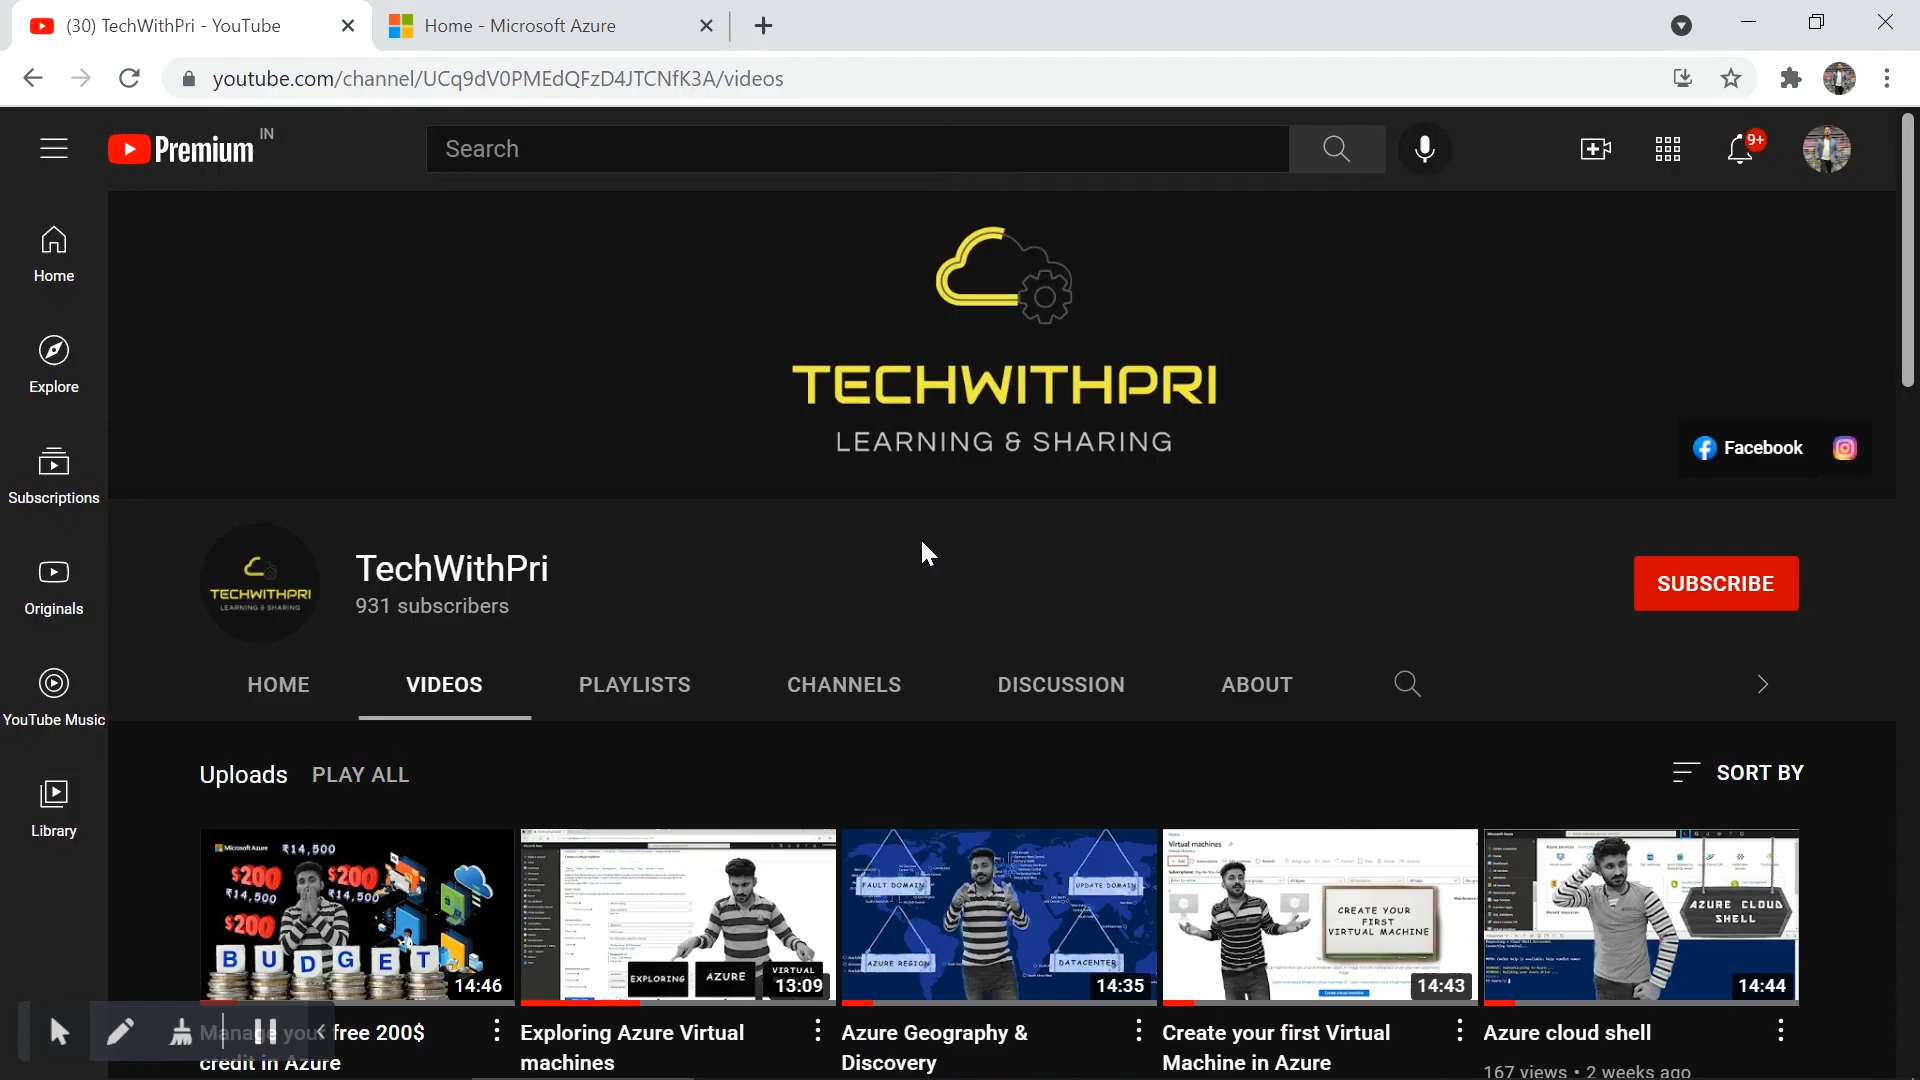 (30) TechWithPri - YouTube
Home - Microsoft Azure
youtube.com/channel/UCq9dV0PMEdQFzD4JTCNfK3A/videos
Premium IN
Search
9+
Home
Explore
Subscriptions
Originals
YouTube Music
Library
TECHWITHPRI
LEARNING & SHARING
Facebook
TECHWITHPRI
LEARNING & SHARING
TechWithPri
931 subscribers
SUBSCRIBE
HOME VIDEOS PLAYLISTS CHANNELS DISCUSSION ABOUT
Uploads PLAY ALL
SORT BY
Microsoft Azure ₹14,500
$200 $200
₹14,500 ₹14,500
$200
BUDGET
14:46
Manage your free 200$
credit in Azure
EXPLORING AZURE VIRTUAL
13:09
Exploring Azure Virtual
machines
FAULT DOMAIN UPDATE DOMAIN
AZURE REGION DATACENTER
14:35
Azure Geography &
Discovery
Virtual machines
CREATE YOUR
FIRST
VIRTUAL MACHINE
14:43
Create your first Virtual
Machine in Azure
AZURE CLOUD
SHELL
14:44
Azure cloud shell
167 views • 2 weeks ago